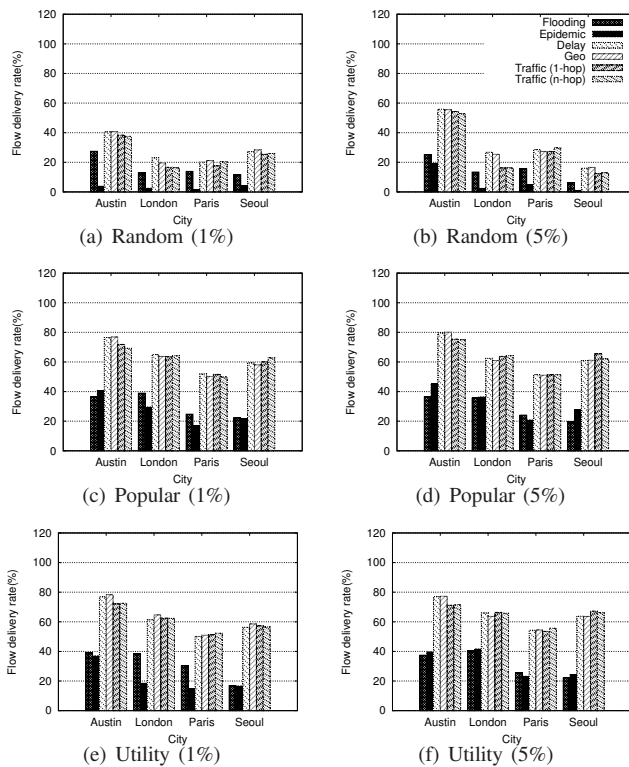 Flow delivery rate(%)
120
100
80
60
40
20
0
Austin London Paris Seoul
City
(a) Random (1%)
Flow delivery rate(%)
120
100
80
60
40
20
0
Flooding
Epidemic
Delay
Geo
Traffic (1-hop)
Traffic (n-hop)
Austin London Paris Seoul
City
(b) Random (5%)
Flow delivery rate(%)
120
100
80
60
40
20
0
Austin London Paris Seoul
City
(c) Popular (1%)
Flow delivery rate(%)
120
100
80
60
40
20
0
Austin London Paris Seoul
City
(d) Popular (5%)
Flow delivery rate(%)
120
100
80
60
40
20
0
Austin London Paris Seoul
City
(e) Utility (1%)
Flow delivery rate(%)
120
100
80
60
40
20
0
Austin London Paris Seoul
City
(f) Utility (5%)